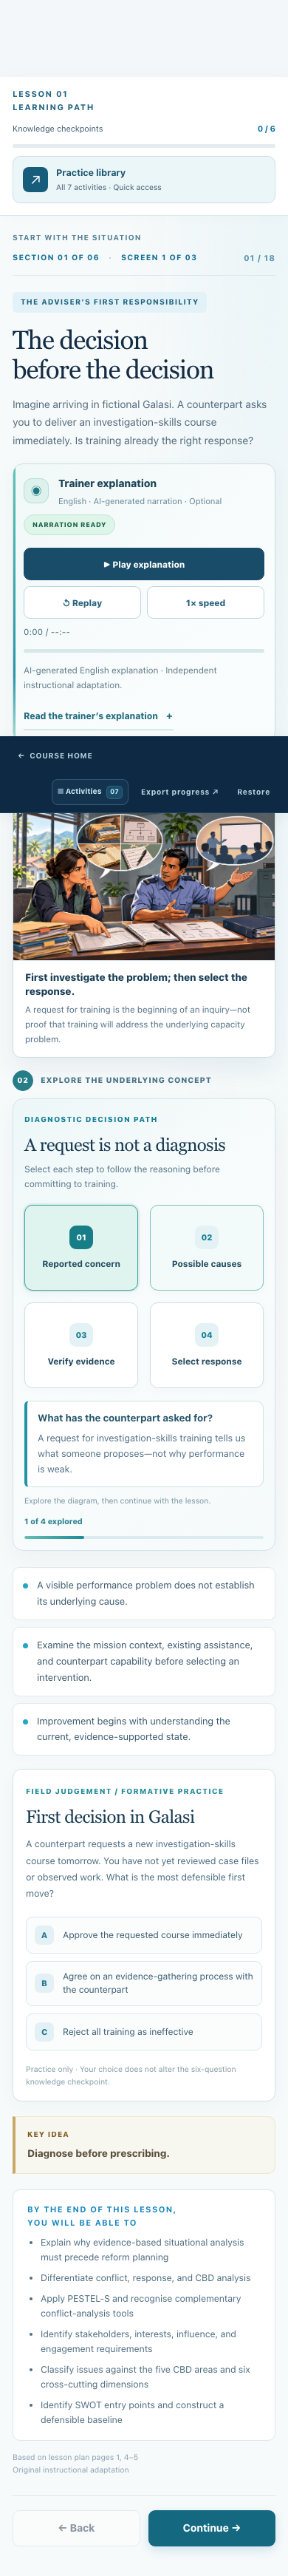 LESSON 01
LEARNING PATH
Knowledge checkpoints
0 / 6
Practice library
All 7 activities · Quick access
START WITH THE SITUATION
SECTION 01 OF 06 · SCREEN 1 OF 03
01 / 18
THE ADVISER'S FIRST RESPONSIBILITY
The decision
before the decision
Imagine arriving in fictional Galasi. A counterpart asks
you to deliver an investigation-skills course
immediately. Is training already the right response?
Trainer explanation
English · AI-generated narration · Optional
NARRATION READY
▶ Play explanation
↺ Replay
1× speed
0:00 / --:--
AI-generated English explanation · Independent
instructional adaptation.
Read the trainer's explanation +
← COURSE HOME
Activities 07
Export progress ↗
Restore
First investigate the problem; then select the
response.
A request for training is the beginning of an inquiry—not
proof that training will address the underlying capacity
problem.
02 EXPLORE THE UNDERLYING CONCEPT
DIAGNOSTIC DECISION PATH
A request is not a diagnosis
Select each step to follow the reasoning before
committing to training.
01
Reported concern
02
Possible causes
03
Verify evidence
04
Select response
What has the counterpart asked for?
A request for investigation-skills training tells us
what someone proposes—not why performance
is weak.
Explore the diagram, then continue with the lesson.
1 of 4 explored
A visible performance problem does not establish
its underlying cause.
Examine the mission context, existing assistance,
and counterpart capability before selecting an
intervention.
Improvement begins with understanding the
current, evidence-supported state.
FIELD JUDGEMENT / FORMATIVE PRACTICE
First decision in Galasi
A counterpart requests a new investigation-skills
course tomorrow. You have not yet reviewed case files
or observed work. What is the most defensible first
move?
A Approve the requested course immediately
B Agree on an evidence-gathering process with
the counterpart
C Reject all training as ineffective
Practice only · Your choice does not alter the six-question
knowledge checkpoint.
KEY IDEA
Diagnose before prescribing.
BY THE END OF THIS LESSON,
YOU WILL BE ABLE TO
• Explain why evidence-based situational analysis
must precede reform planning
• Differentiate conflict, response, and CBD analysis
• Apply PESTEL-S and recognise complementary
conflict-analysis tools
• Identify stakeholders, interests, influence, and
engagement requirements
• Classify issues against the five CBD areas and six
cross-cutting dimensions
• Identify SWOT entry points and construct a
defensible baseline
Based on lesson plan pages 1, 4–5
Original instructional adaptation
← Back
Continue →